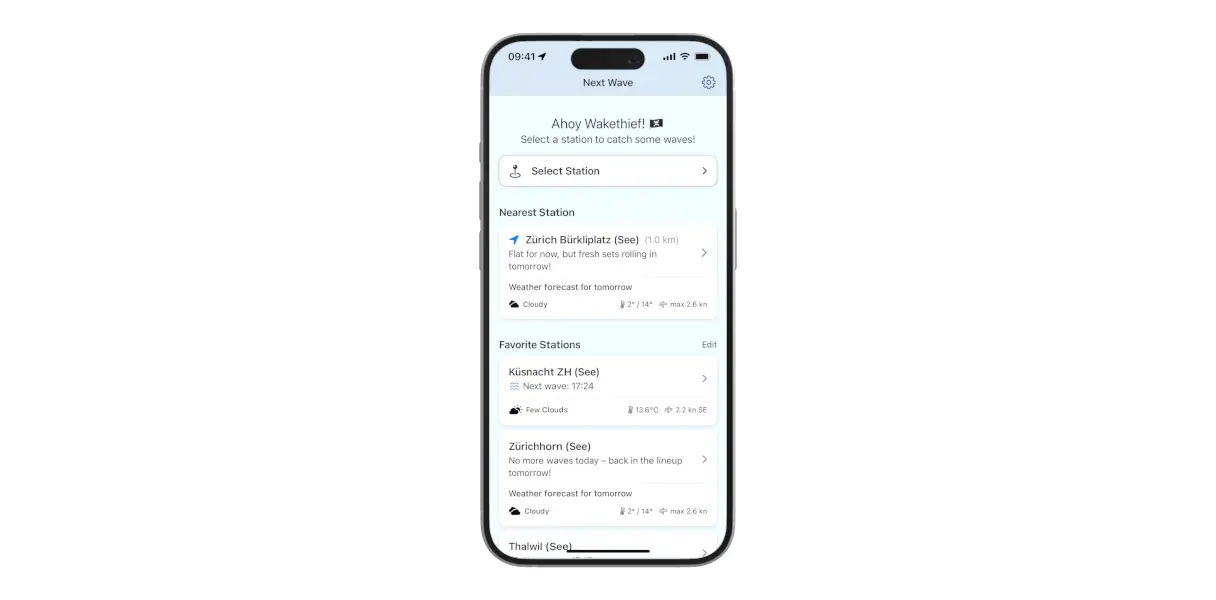 09:41
Next Wave
Ahoy Wakethief! 🏴‍☠️
Select a station to catch some waves!
Select Station
Nearest Station
Zürich Bürkliplatz (See) (1.0 km)
Flat for now, but fresh sets rolling in
tomorrow!
Weather forecast for tomorrow
Cloudy 2° / 14° max 2.6 kn
Favorite Stations Edit
Küsnacht ZH (See)
Next wave: 17:24
Few Clouds 13.6°C 2.2 kn SE
Zürichhorn (See)
No more waves today – back in the lineup
tomorrow!
Weather forecast for tomorrow
Cloudy 2° / 14° max 2.6 kn
Thalwil (See)